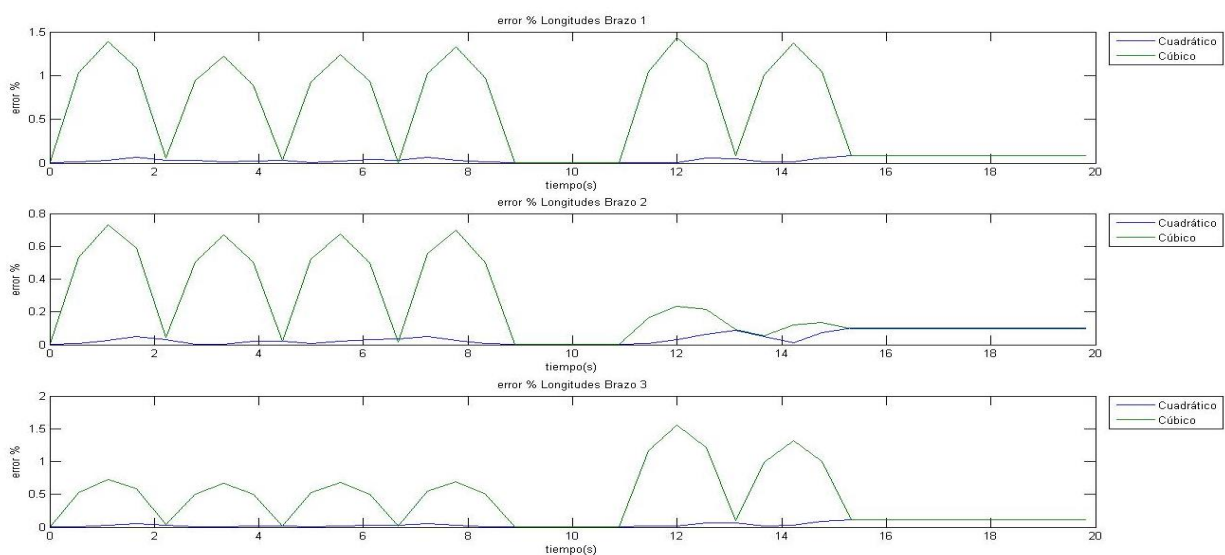 error % Longitudes Brazo 1
1.5
1
0.5
0
error %
0 2 4 6 8 10 12 14 16 18 20
tiempo(s)
Cuadrático
Cúbico
error % Longitudes Brazo 2
0.8
0.6
0.4
0.2
0
error %
0 2 4 6 8 10 12 14 16 18 20
tiempo(s)
Cuadrático
Cúbico
error % Longitudes Brazo 3
2
1.5
1
0.5
0
error %
0 2 4 6 8 10 12 14 16 18 20
tiempo(s)
Cuadrático
Cúbico